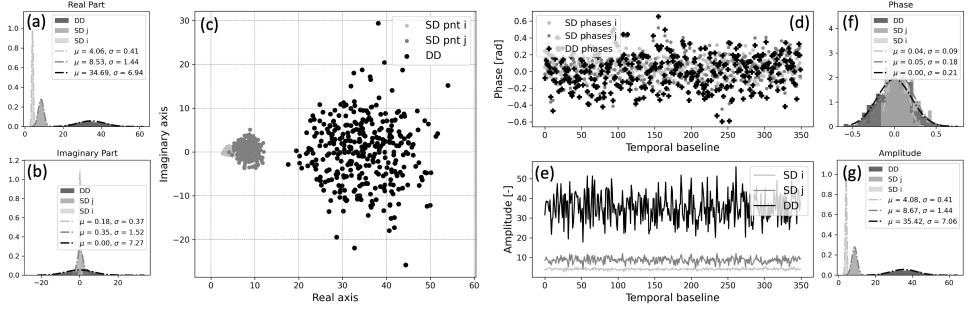 Real Part
(a)
DD
SD j
SD i
μ = 4.06, σ = 0.41
μ = 8.53, σ = 1.44
μ = 34.69, σ = 6.94
1.0
0.8
0.6
0.4
0.2
0.0
0 20 40 60
Imaginary Part
(b)
DD
SD j
SD i
μ = 0.18, σ = 0.37
μ = 0.35, σ = 1.52
μ = 0.00, σ = 7.27
1.2
1.0
0.8
0.6
0.4
0.2
0.0
−20 0 20
(c)
SD pnt i
SD pnt j
DD
Imaginary axis
30
20
10
0
−10
−20
0 10 20 30 40 50 60
Real axis
(d)
SD phases i
SD phases j
DD phases
Phase [rad]
0.6
0.4
0.2
0.0
−0.2
−0.4
−0.6
0 50 100 150 200 250 300 350
Temporal baseline
(e)
SD i
SD j
DD
Amplitude [-]
50
40
30
20
10
0 50 100 150 200 250 300 350
Temporal baseline
Phase
(f)
DD
SD j
SD i
μ = 0.04, σ = 0.09
μ = 0.05, σ = 0.18
μ = 0.00, σ = 0.21
4
3
2
1
0
−0.5 0.0 0.5
Amplitude
(g)
DD
SD j
SD i
μ = 4.08, σ = 0.41
μ = 8.67, σ = 1.44
μ = 35.42, σ = 7.06
1.0
0.8
0.6
0.4
0.2
0.0
0 20 40 60